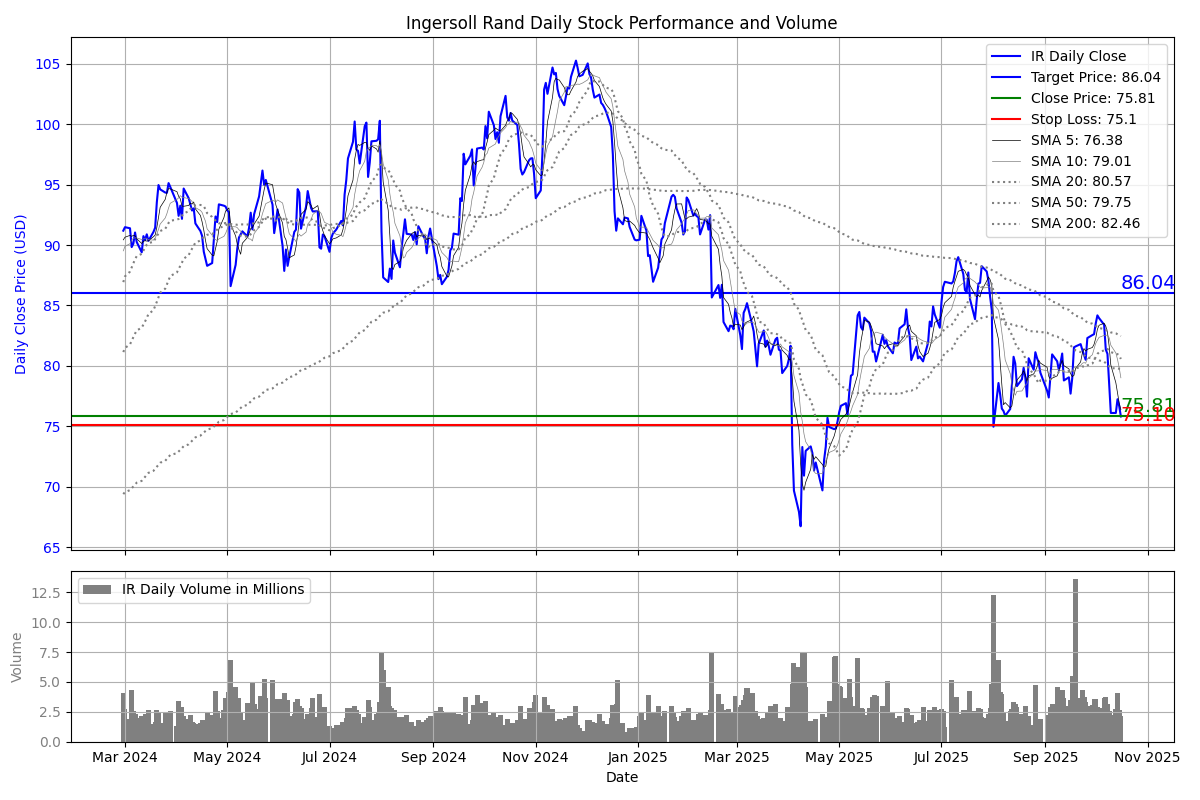 Ingersoll Rand Daily Stock Performance and Volume
Daily Close Price (USD)
105
100
95
90
85
80
75
70
65
IR Daily Close
Target Price: 86.04
Close Price: 75.81
Stop Loss: 75.1
SMA 5: 76.38
SMA 10: 79.01
SMA 20: 80.57
SMA 50: 79.75
SMA 200: 82.46
86.04
75.81
75.10
Volume
12.5
10.0
7.5
5.0
2.5
0.0
IR Daily Volume in Millions
Mar 2024 May 2024 Jul 2024 Sep 2024 Nov 2024 Jan 2025 Mar 2025 May 2025 Jul 2025 Sep 2025 Nov 2025
Date